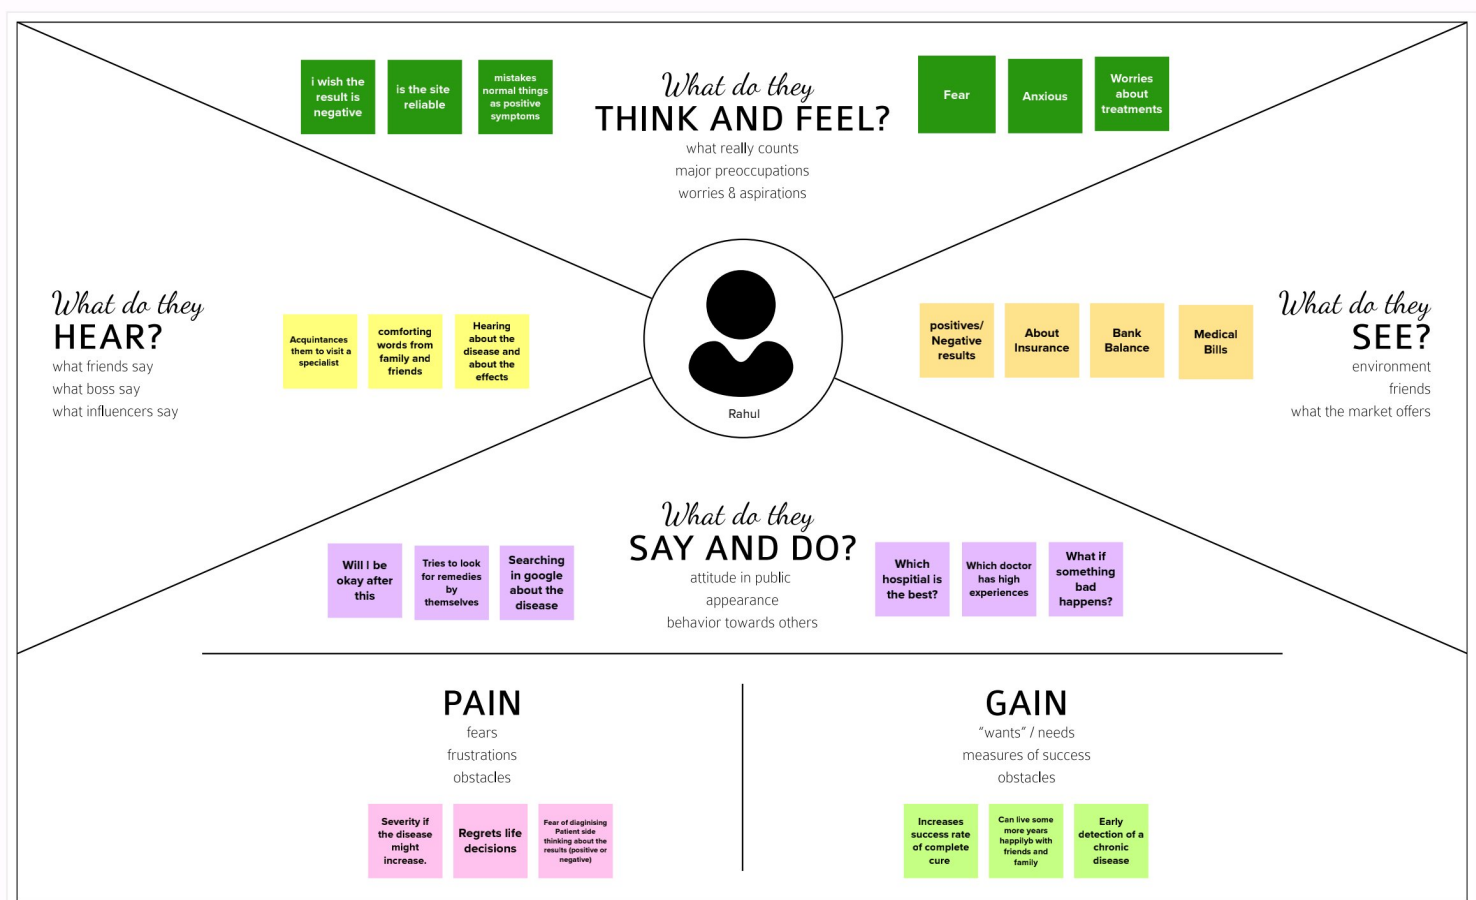 i wish the
result is
negative
is the site
reliable
mistakes
normal things
as positive
symptoms
What do they
THINK AND FEEL?
what really counts
major preoccupations
worries & aspirations
Fear
Anxious
Worries
about
treatments
What do they
HEAR?
what friends say
what boss say
what influencers say
Acquintances
them to visit a
specialist
comforting
words from
family and
friends
Hearing
about the
disease and
about the
effects
Rahul
positives/
Negative
results
About
Insurance
Bank
Balance
Medical
Bills
What do they
SEE?
environment
friends
what the market offers
Will I be
okay after
this
Tries to look
for remedies
by
themselves
Searching
in google
about the
disease
What do they
SAY AND DO?
attitude in public
appearance
behavior towards others
Which
hospitial is
the best?
Which doctor
has high
experiences
What if
something
bad
happens?
PAIN
fears
frustrations
obstacles
Severity if
the disease
might
increase.
Regrets life
decisions
Fear of diaginising
Patient side
thinking about the
results (positive or
negative)
GAIN
"wants" / needs
measures of success
obstacles
Increases
success rate
of complete
cure
Can live some
more years
happilyb with
friends and
family
Early
detection of a
chronic
disease